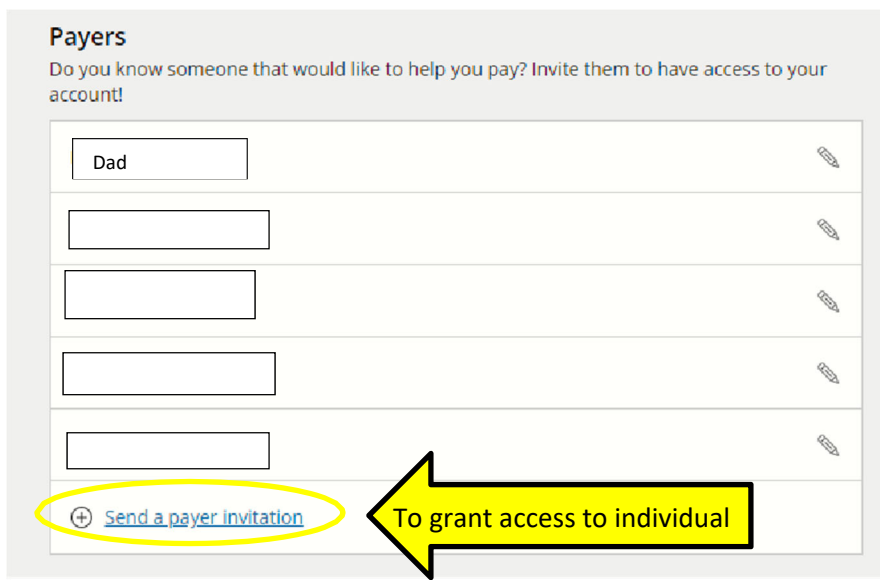 Payers
Do you know someone that would like to help you pay? Invite them to have access to your
account!
Dad
Send a payer invitation
To grant access to individual